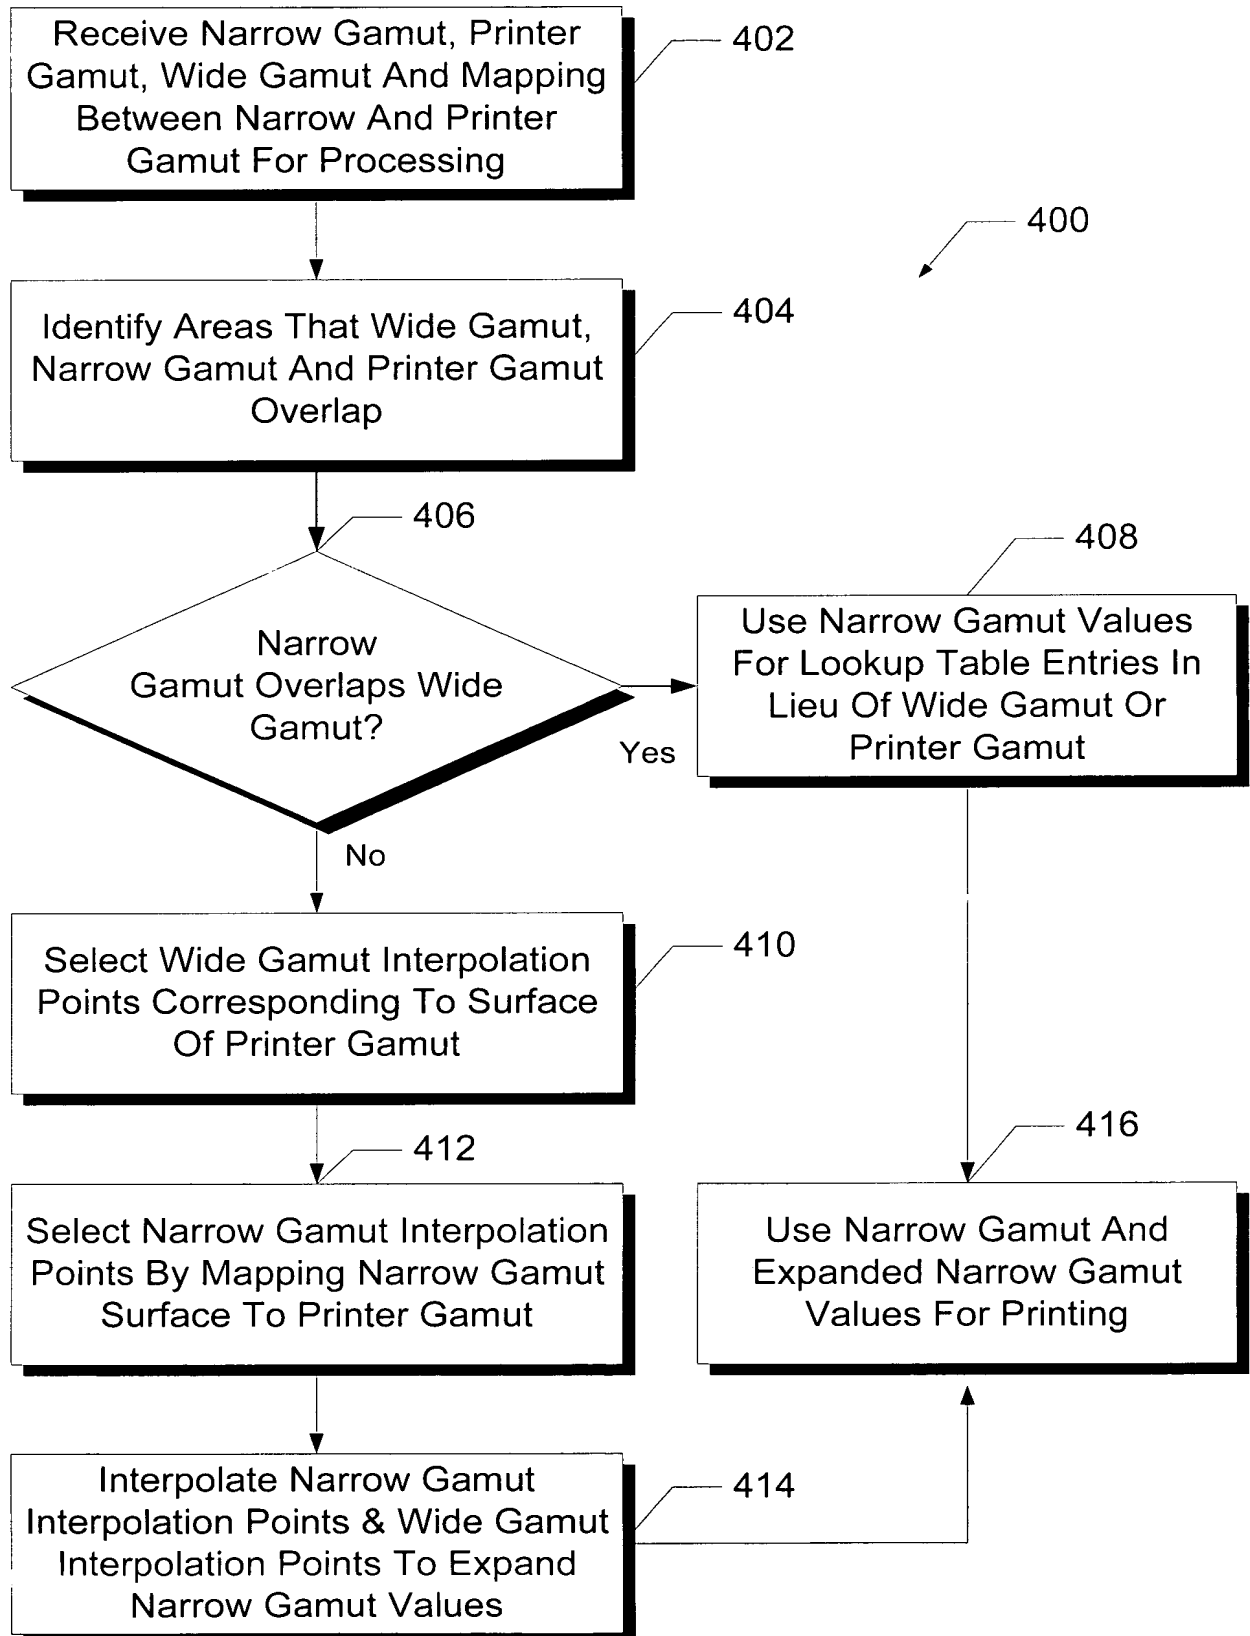 Receive Narrow Gamut, Printer
Gamut, Wide Gamut And Mapping
Between Narrow And Printer
Gamut For Processing
402
400
Identify Areas That Wide Gamut,
Narrow Gamut And Printer Gamut
Overlap
404
406
Narrow
Gamut Overlaps Wide
Gamut?
Yes
No
408
Use Narrow Gamut Values
For Lookup Table Entries In
Lieu Of Wide Gamut Or
Printer Gamut
Select Wide Gamut Interpolation
Points Corresponding To Surface
Of Printer Gamut
410
412
Select Narrow Gamut Interpolation
Points By Mapping Narrow Gamut
Surface To Printer Gamut
416
Use Narrow Gamut And
Expanded Narrow Gamut
Values For Printing
Interpolate Narrow Gamut
Interpolation Points & Wide Gamut
Interpolation Points To Expand
Narrow Gamut Values
414